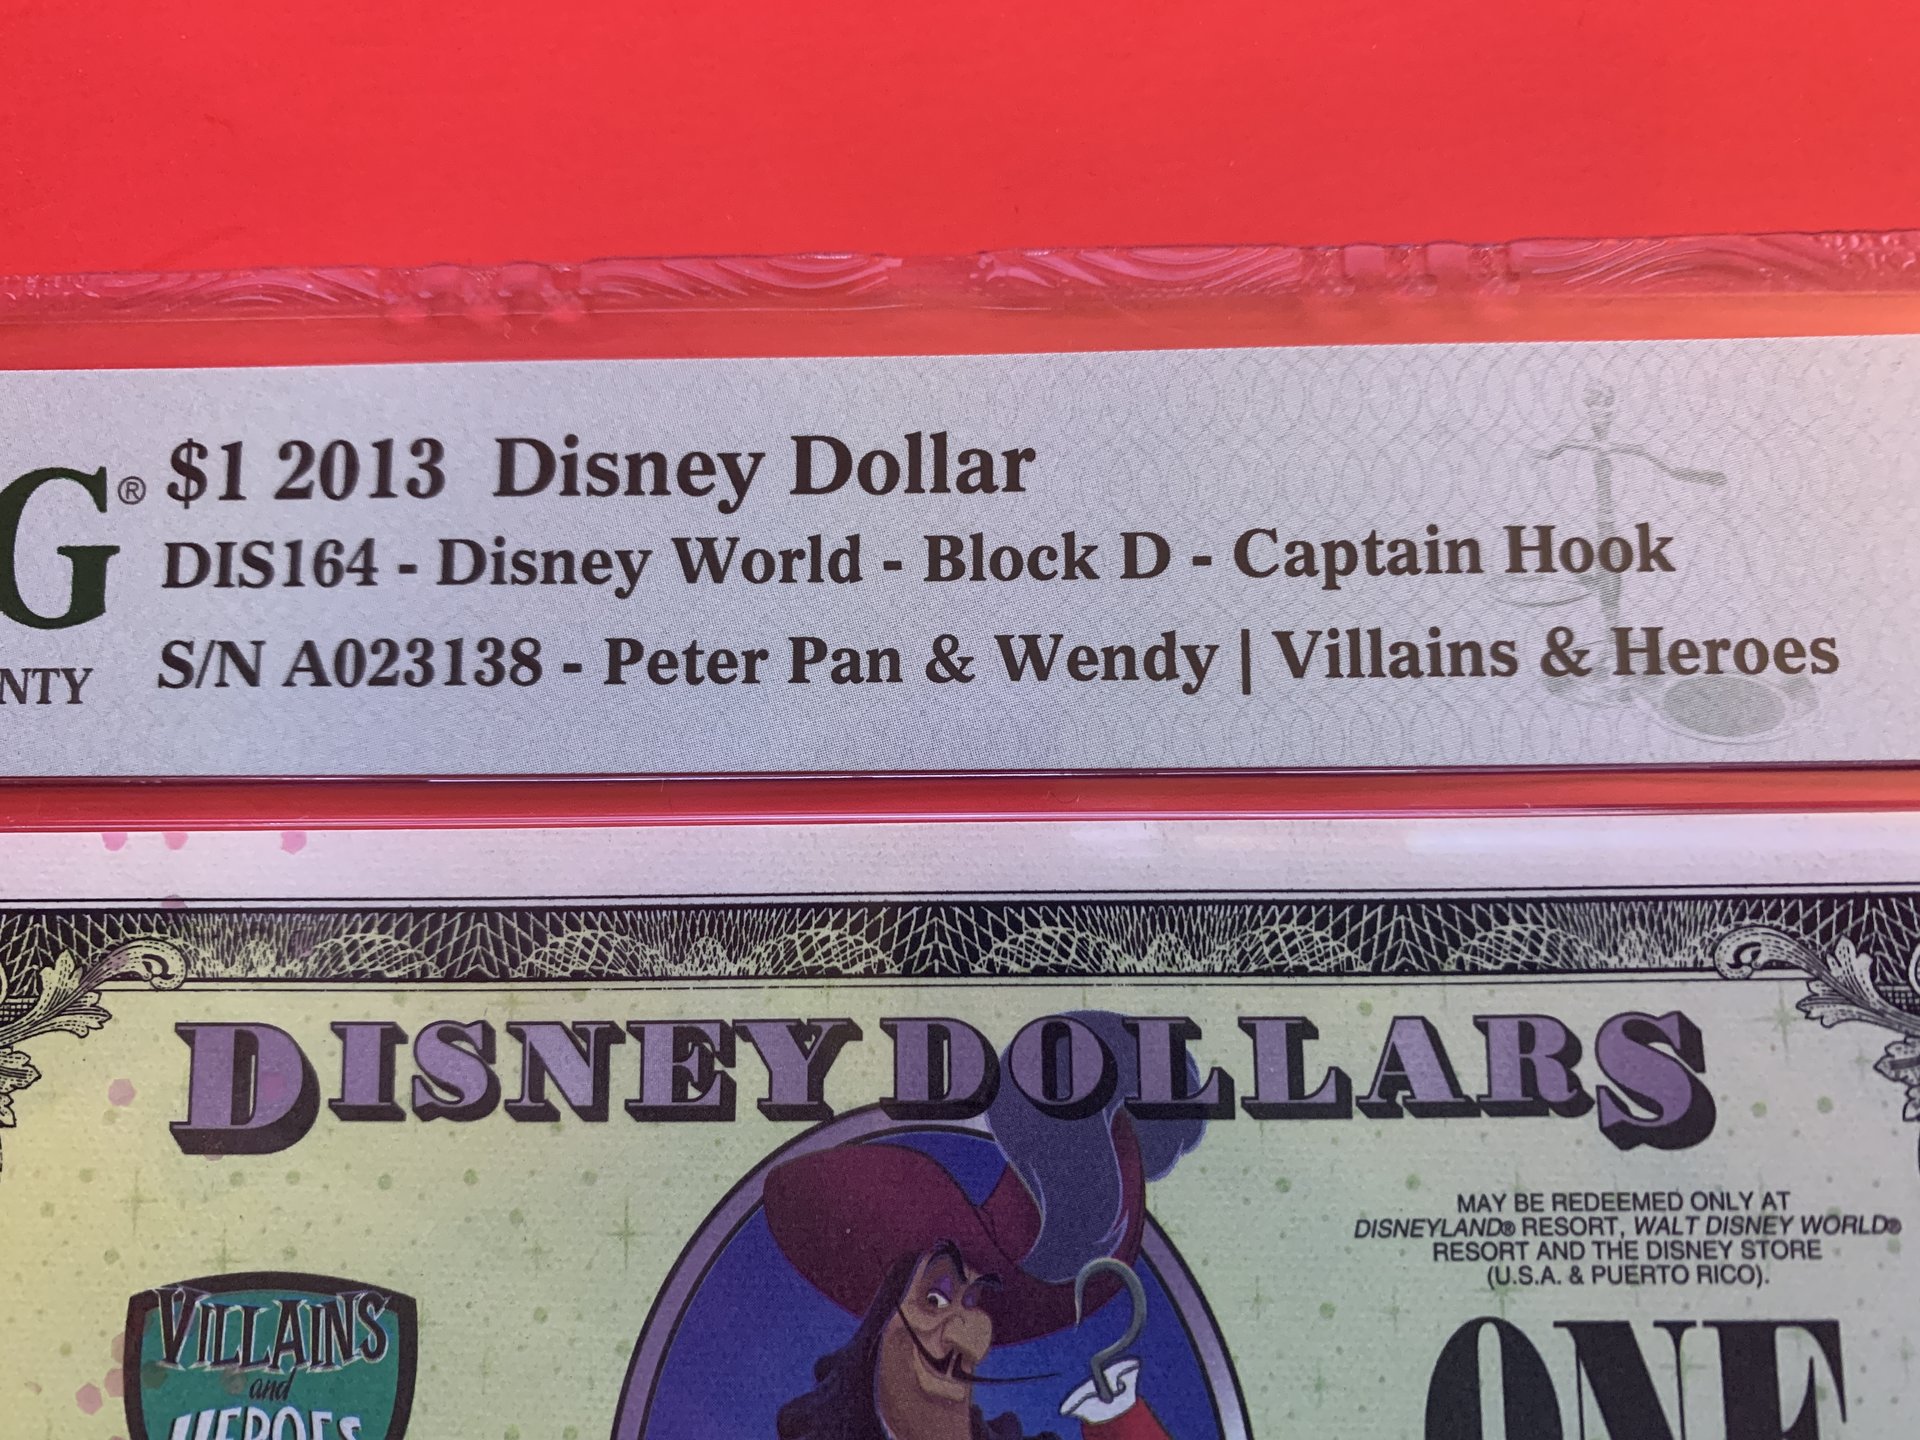 G® $1 2013 Disney Dollar
DIS164 - Disney World - Block D - Captain Hook
NTY S/N A023138 - Peter Pan & Wendy | Villains & Heroes
DISNEY DOLLARS
MAY BE REDEEMED ONLY AT
DISNEYLAND® RESORT, WALT DISNEY WORLD®
RESORT AND THE DISNEY STORE
(U.S.A. & PUERTO RICO).
VILLAINS
and
HEROES
ONE